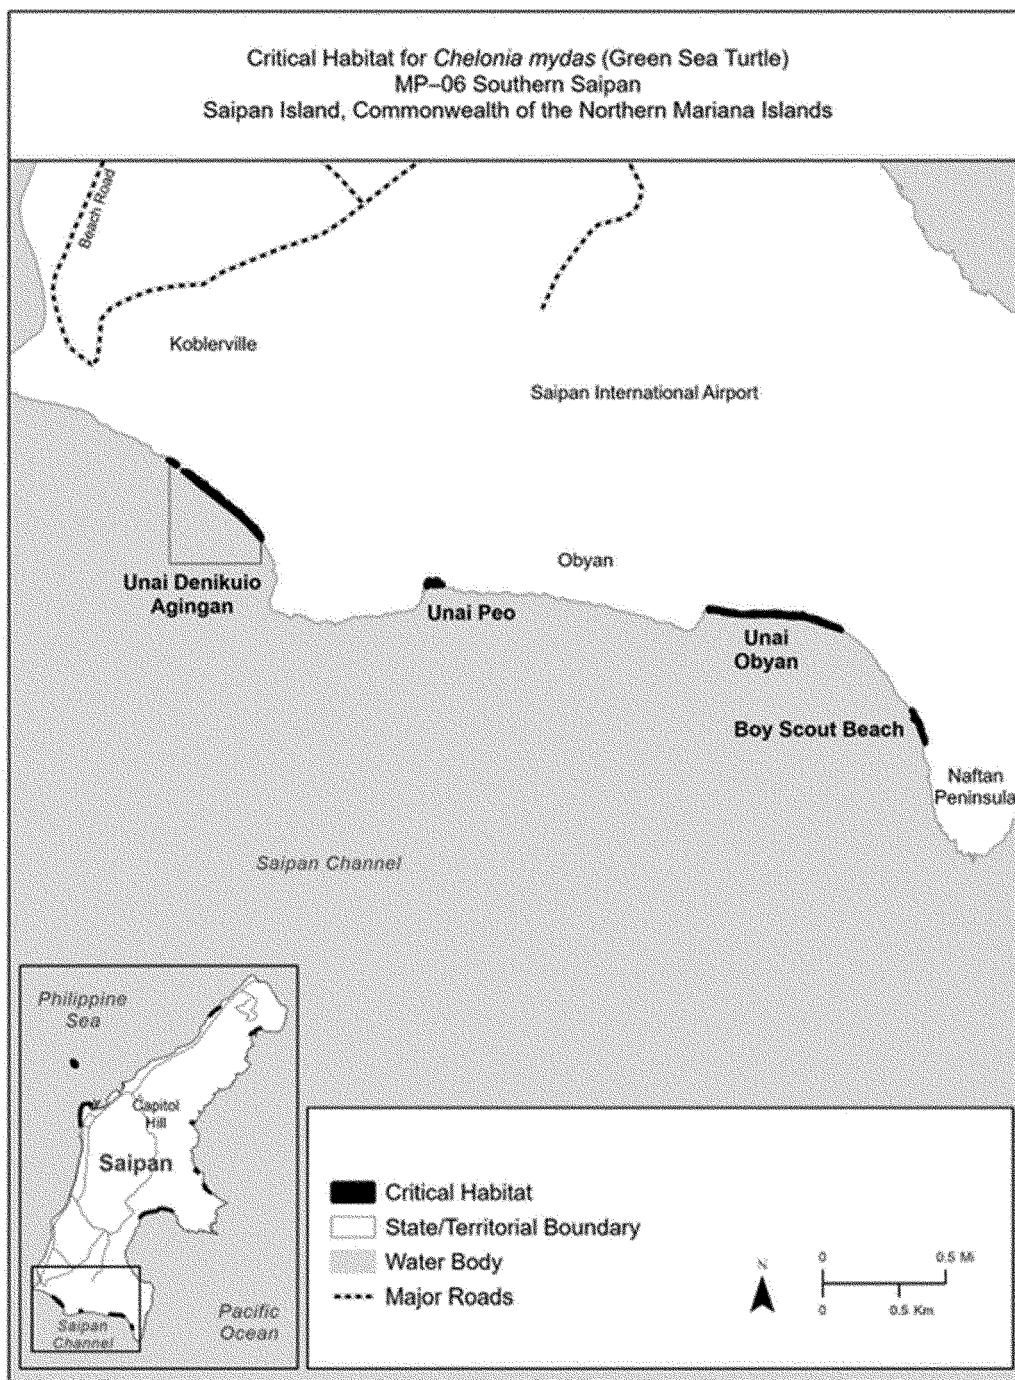 Critical Habitat for Chelonia mydas (Green Sea Turtle)
MP–06 Southern Saipan
Saipan Island, Commonwealth of the Northern Mariana Islands
Beach Road
Koblerville
Saipan International Airport
Obyan
Unai Denikuio
Agingan
Unai Peo
Unai
Obyan
Boy Scout Beach
Naftan
Peninsula
Saipan Channel
Philippine
Sea
Capitol
Hill
Saipan
Pacific
Ocean
Saipan
Channel
Critical Habitat
State/Territorial Boundary
Water Body
Major Roads
N
0 0.5 Mi
0 0.5 Km